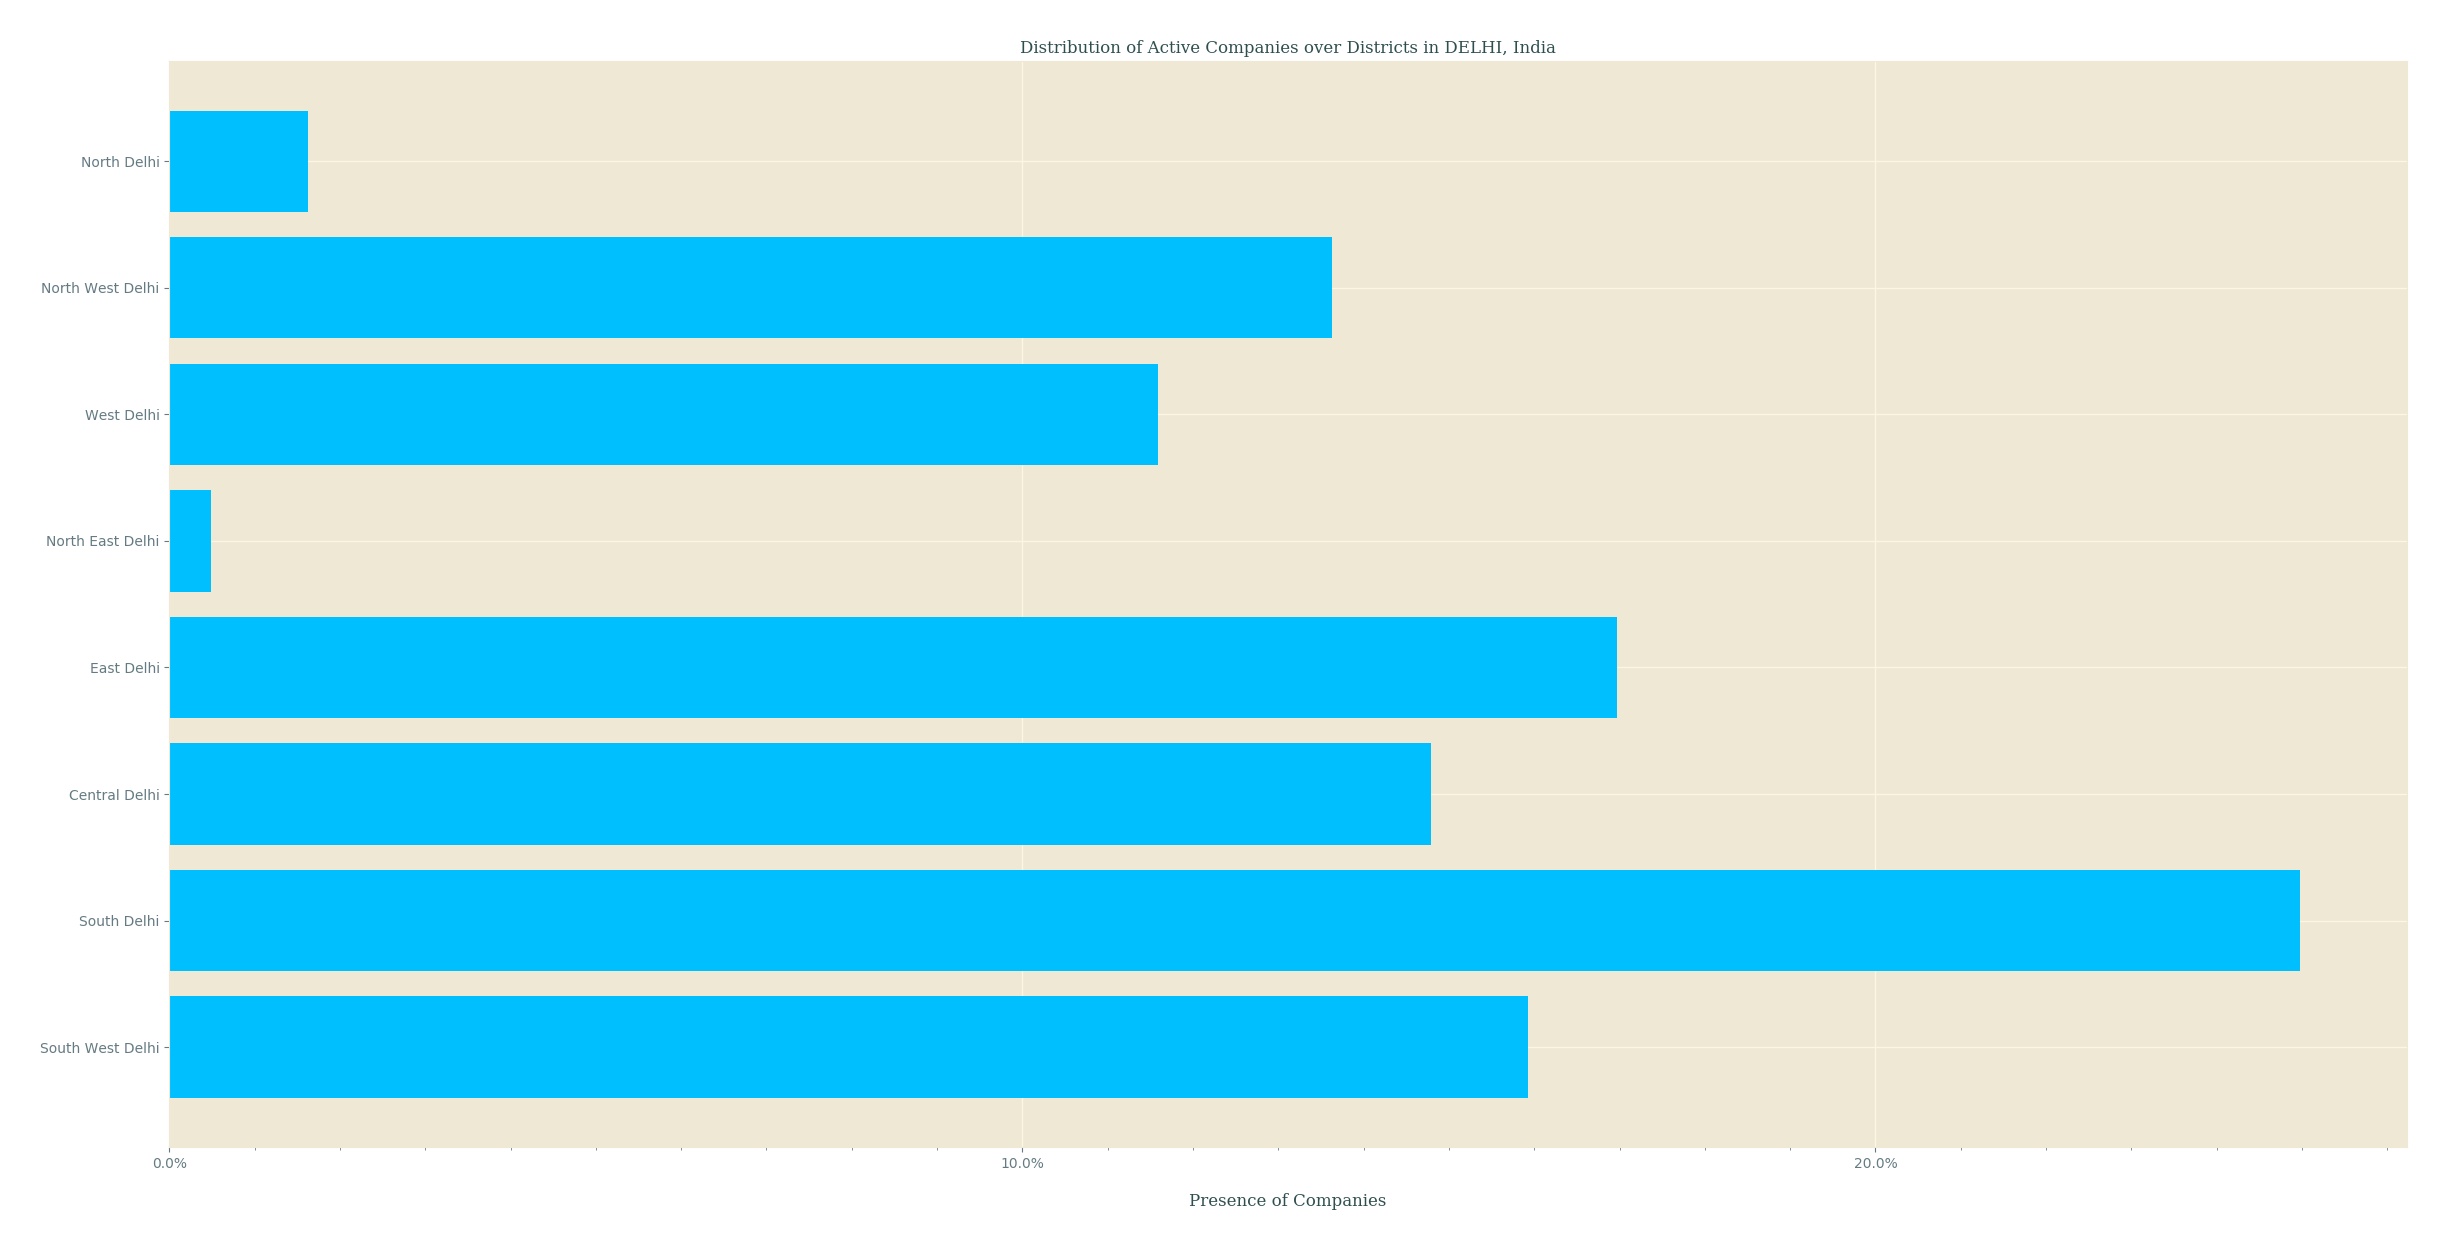 Distribution of Active Companies over Districts in DELHI, India
North Delhi
North West Delhi
West Delhi
North East Delhi
East Delhi
Central Delhi
South Delhi
South West Delhi
0.0% 10.0% 20.0%
Presence of Companies